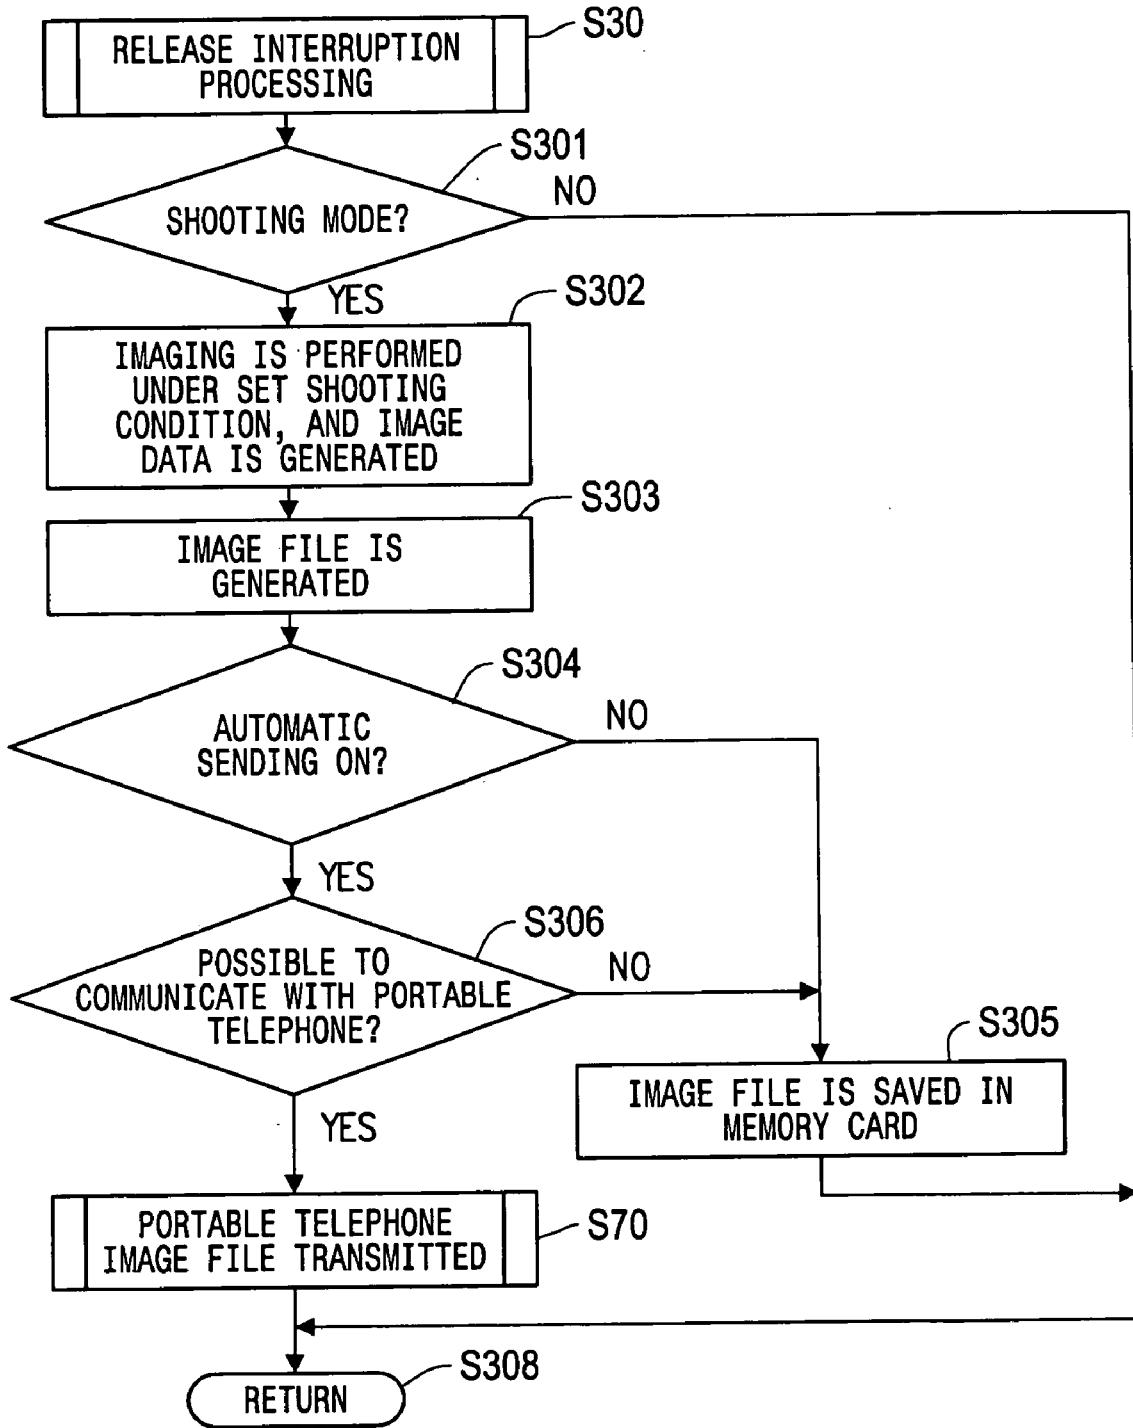 S30
RELEASE INTERRUPTION
PROCESSING
S301
NO
SHOOTING MODE?
YES
S302
IMAGING IS PERFORMED
UNDER SET SHOOTING
CONDITION, AND IMAGE
DATA IS GENERATED
S303
IMAGE FILE IS
GENERATED
S304
NO
AUTOMATIC
SENDING ON?
YES
S306
NO
POSSIBLE TO
COMMUNICATE WITH PORTABLE
TELEPHONE?
S305
IMAGE FILE IS SAVED IN
MEMORY CARD
YES
S70
PORTABLE TELEPHONE
IMAGE FILE TRANSMITTED
S308
RETURN